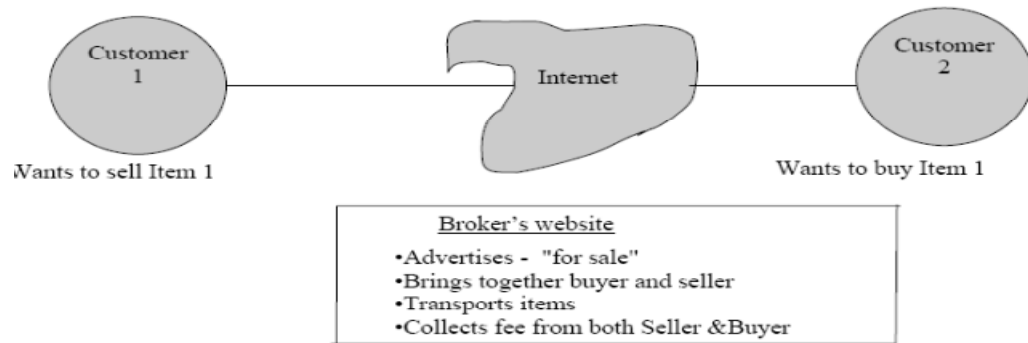 Customer
1
Internet
Customer
2
Wants to sell Item 1
Wants to buy Item 1
Broker's website
•Advertises - "for sale"
•Brings together buyer and seller
•Transports items
•Collects fee from both Seller &Buyer